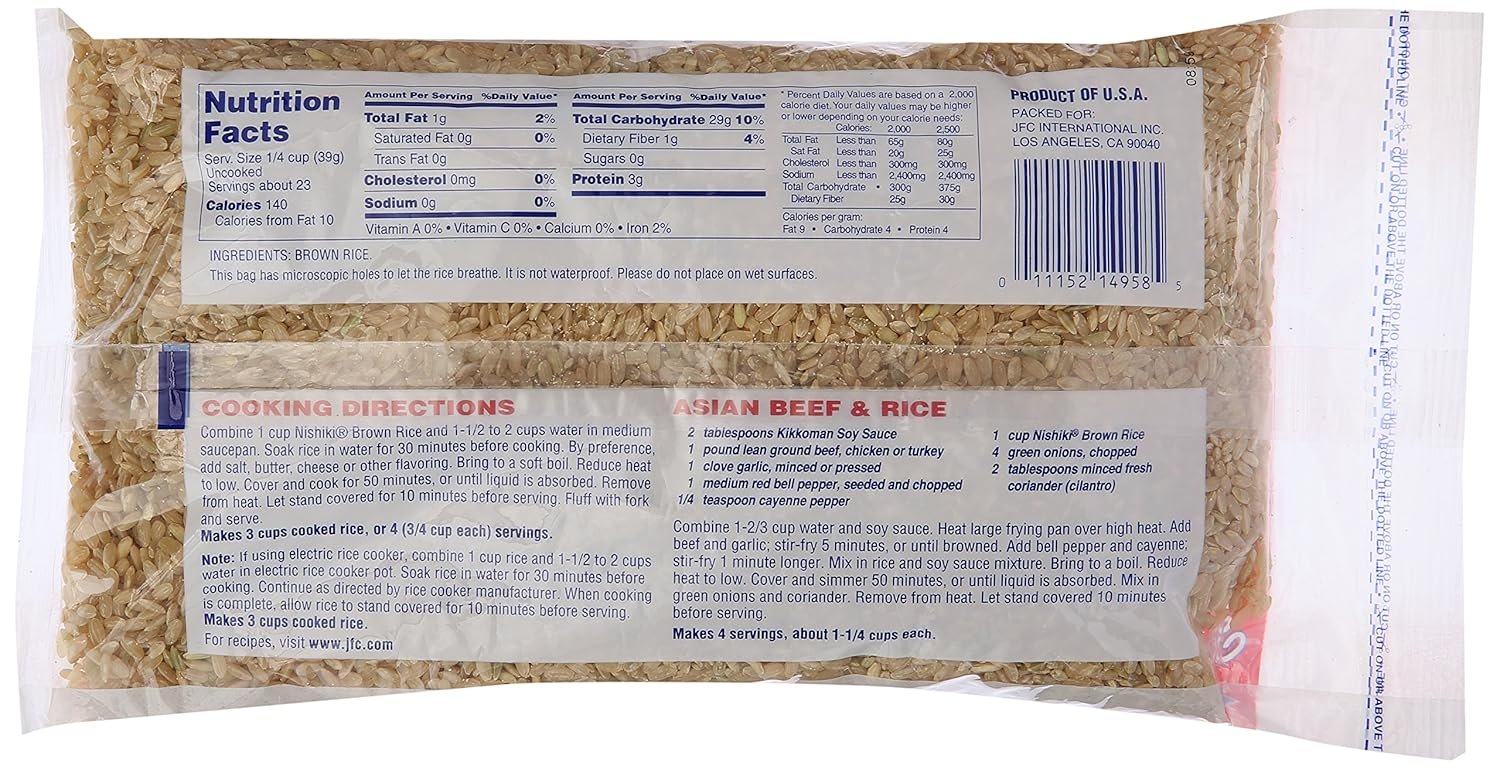 Nutrition
Facts
Serv. Size 1/4 cup (39g)
Uncooked
Servings about 23
Calories 140
Calories from Fat 10
Amount Per Serving %Daily Value*
Total Fat 1g 2%
Saturated Fat 0g 0%
Trans Fat 0g
Cholesterol 0mg 0%
Sodium 0g 0%
Amount Per Serving %Daily Value*
Total Carbohydrate 29g 10%
Dietary Fiber 1g 4%
Sugars 0g
Protein 3g
Vitamin A 0% • Vitamin C 0% • Calcium 0% • Iron 2%
* Percent Daily Values are based on a 2,000
calorie diet. Your daily values may be higher
or lower depending on your calorie needs:
Calories: 2,000 2,500
Total Fat Less than 65g 80g
Sat Fat Less than 20g 25g
Cholesterol Less than 300mg 300mg
Sodium Less than 2,400mg 2,400mg
Total Carbohydrate • 300g 375g
Dietary Fiber 25g 30g
Calories per gram:
Fat 9 • Carbohydrate 4 • Protein 4
INGREDIENTS: BROWN RICE.
This bag has microscopic holes to let the rice breathe. It is not waterproof. Please do not place on wet surfaces.
PRODUCT OF U.S.A.
PACKED FOR:
JFC INTERNATIONAL INC.
LOS ANGELES, CA 90040
0 11152 14958 5
COOKING DIRECTIONS
Combine 1 cup Nishiki® Brown Rice and 1-1/2 to 2 cups water in medium
saucepan. Soak rice in water for 30 minutes before cooking. By preference,
add salt, butter, cheese or other flavoring. Bring to a soft boil. Reduce heat
to low. Cover and cook for 50 minutes, or until liquid is absorbed. Remove
from heat. Let stand covered for 10 minutes before serving. Fluff with fork
and serve.
Makes 3 cups cooked rice, or 4 (3/4 cup each) servings.
Note: If using electric rice cooker, combine 1 cup rice and 1-1/2 to 2 cups
water in electric rice cooker pot. Soak rice in water for 30 minutes before
cooking. Continue as directed by rice cooker manufacturer. When cooking
is complete, allow rice to stand covered for 10 minutes before serving.
Makes 3 cups cooked rice.
For recipes, visit www.jfc.com
ASIAN BEEF & RICE
2 tablespoons Kikkoman Soy Sauce
1 pound lean ground beef, chicken or turkey
1 clove garlic, minced or pressed
1 medium red bell pepper, seeded and chopped
1/4 teaspoon cayenne pepper
1 cup Nishiki® Brown Rice
4 green onions, chopped
2 tablespoons minced fresh
coriander (cilantro)
Combine 1-2/3 cup water and soy sauce. Heat large frying pan over high heat. Add
beef and garlic; stir-fry 5 minutes, or until browned. Add bell pepper and cayenne;
stir-fry 1 minute longer. Mix in rice and soy sauce mixture. Bring to a boil. Reduce
heat to low. Cover and simmer 50 minutes, or until liquid is absorbed. Mix in
green onions and coriander. Remove from heat. Let stand covered 10 minutes
before serving.
Makes 4 servings, about 1-1/4 cups each.
CUT ON OR ABOVE THE DOTTED LINE